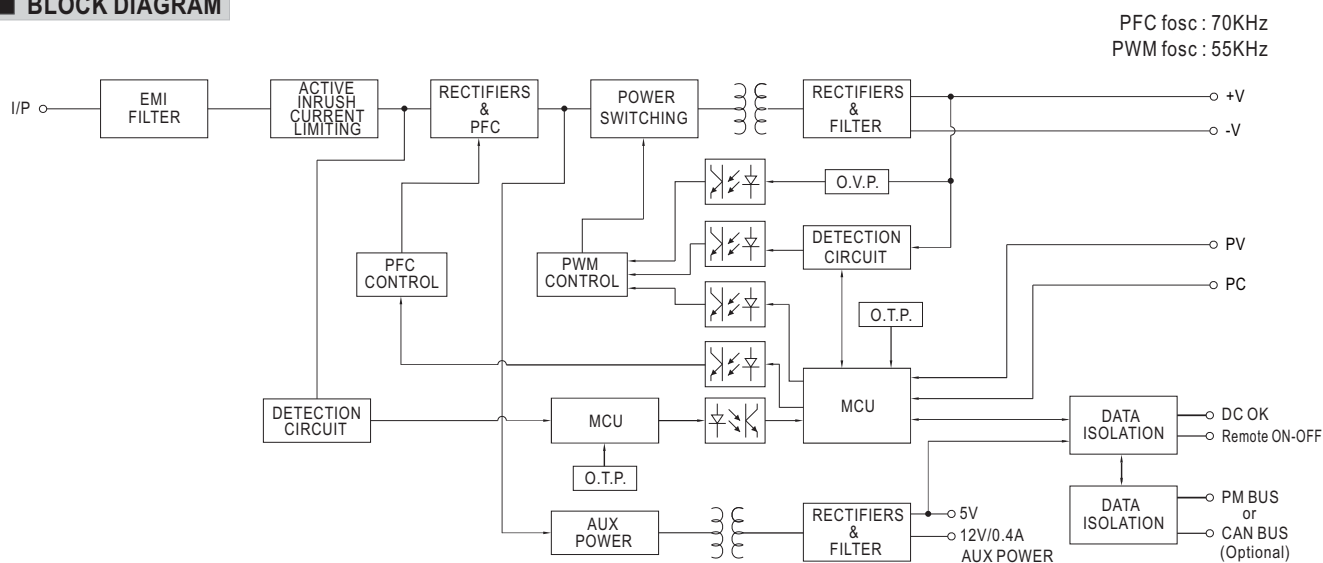 BLOCK DIAGRAM
PFC fosc : 70KHz
PWM fosc : 55KHz
I/P
EMI
FILTER
ACTIVE
INRUSH
CURRENT
LIMITING
RECTIFIERS
&
PFC
POWER
SWITCHING
RECTIFIERS
&
FILTER
+V
-V
O.V.P.
DETECTION
CIRCUIT
PFC
CONTROL
PWM
CONTROL
PV
PC
O.T.P.
MCU
DETECTION
CIRCUIT
MCU
O.T.P.
DATA
ISOLATION
DC OK
Remote ON-OFF
AUX
POWER
RECTIFIERS
&
FILTER
5V
12V/0.4A
AUX POWER
DATA
ISOLATION
PM BUS
or
CAN BUS
(Optional)